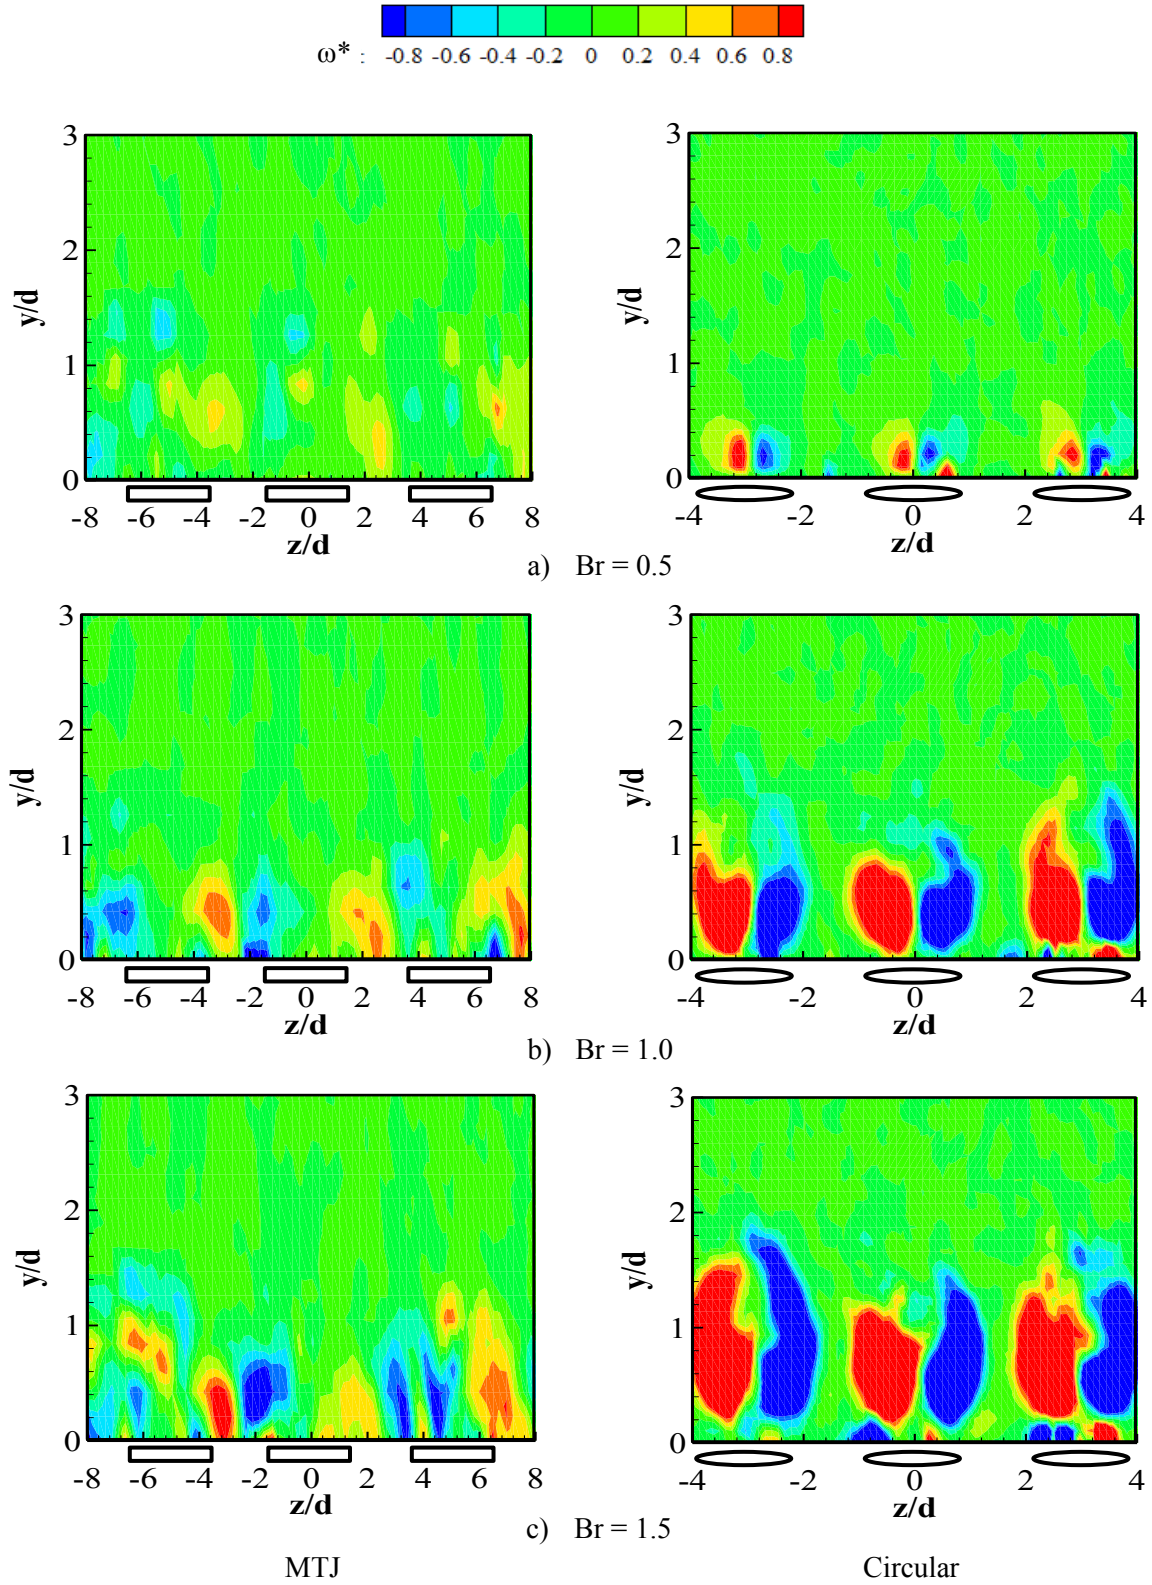 ω* : -0.8 -0.6 -0.4 -0.2 0 0.2 0.4 0.6 0.8
3 3
2 2
y/d y/d
1 1
0 0
-8 -6 -4 -2 0 2 4 6 8 -4 -2 0 2 4
z/d z/d
a) Br = 0.5
3 3
2 2
y/d y/d
1 1
0 0
-8 -6 -4 -2 0 2 4 6 8 -4 -2 0 2 4
z/d z/d
b) Br = 1.0
3 3
2 2
y/d y/d
1 1
0 0
-8 -6 -4 -2 0 2 4 6 8 -4 -2 0 2 4
z/d z/d
c) Br = 1.5
MTJ Circular